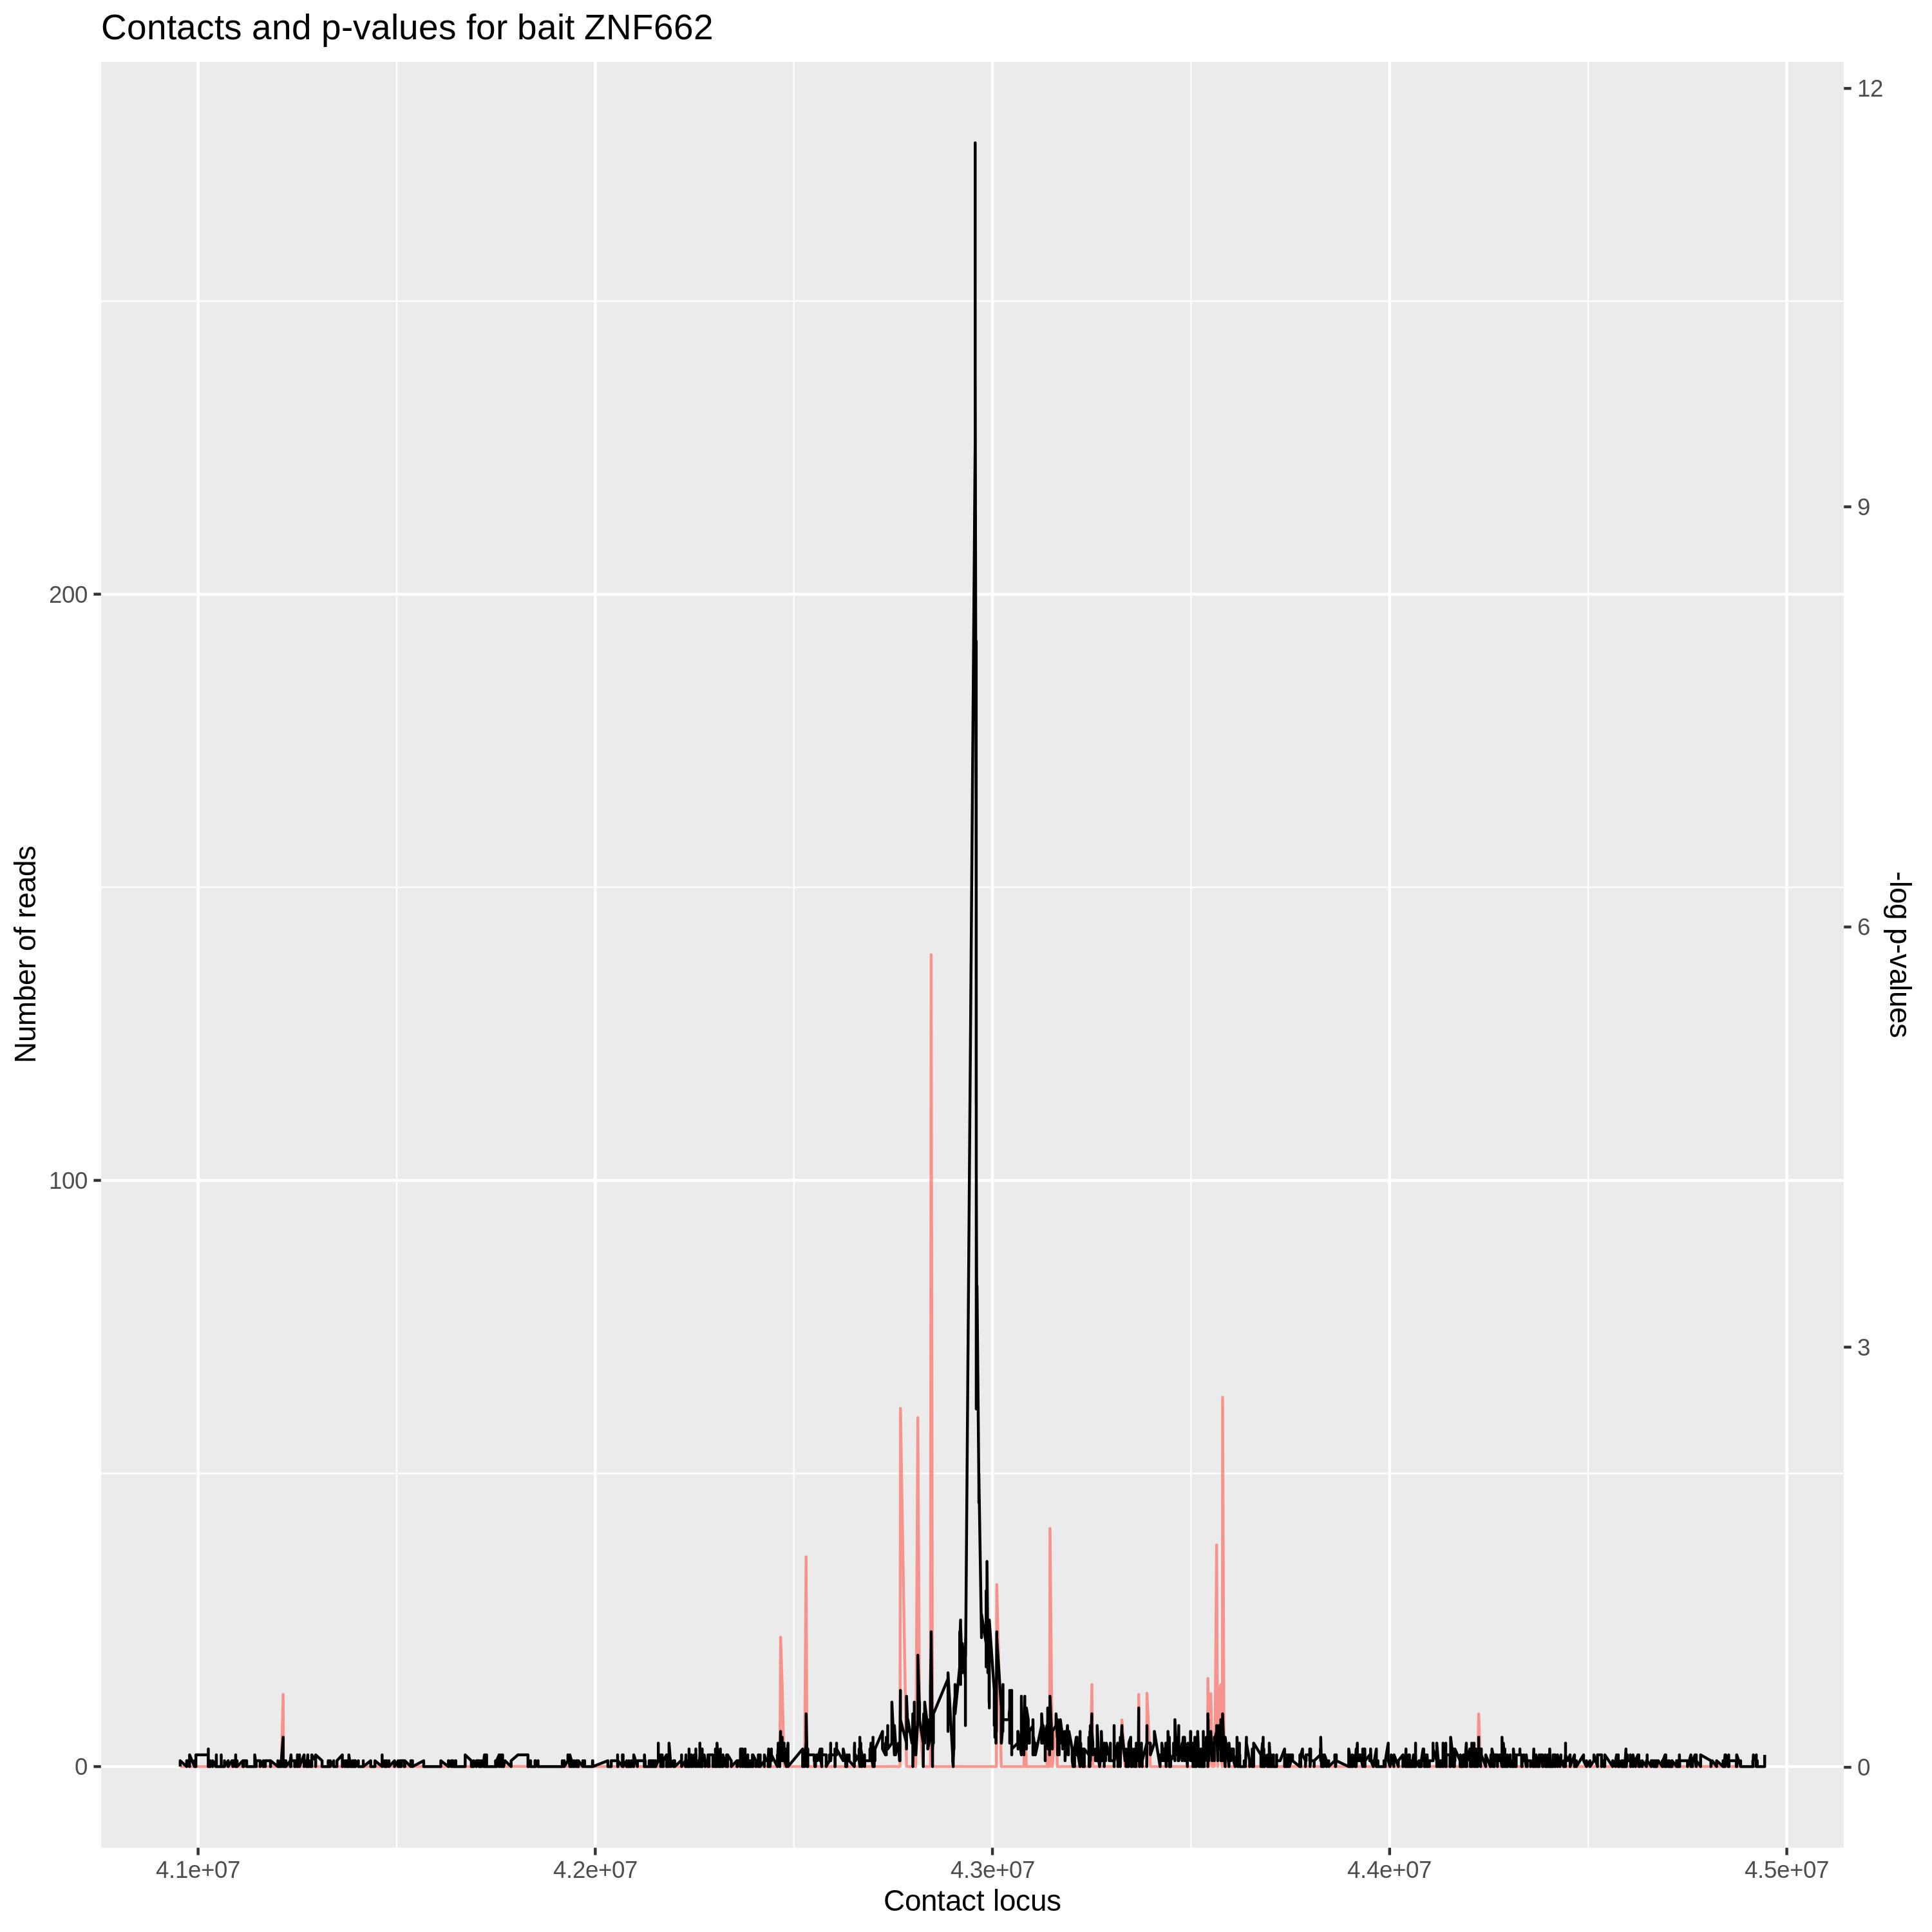 Contacts and p-values for bait ZNF662
Number of reads
200
100
0
12
9
6
3
0
-log p-values
4.1e+07 4.2e+07 4.3e+07 4.4e+07 4.5e+07
Contact locus